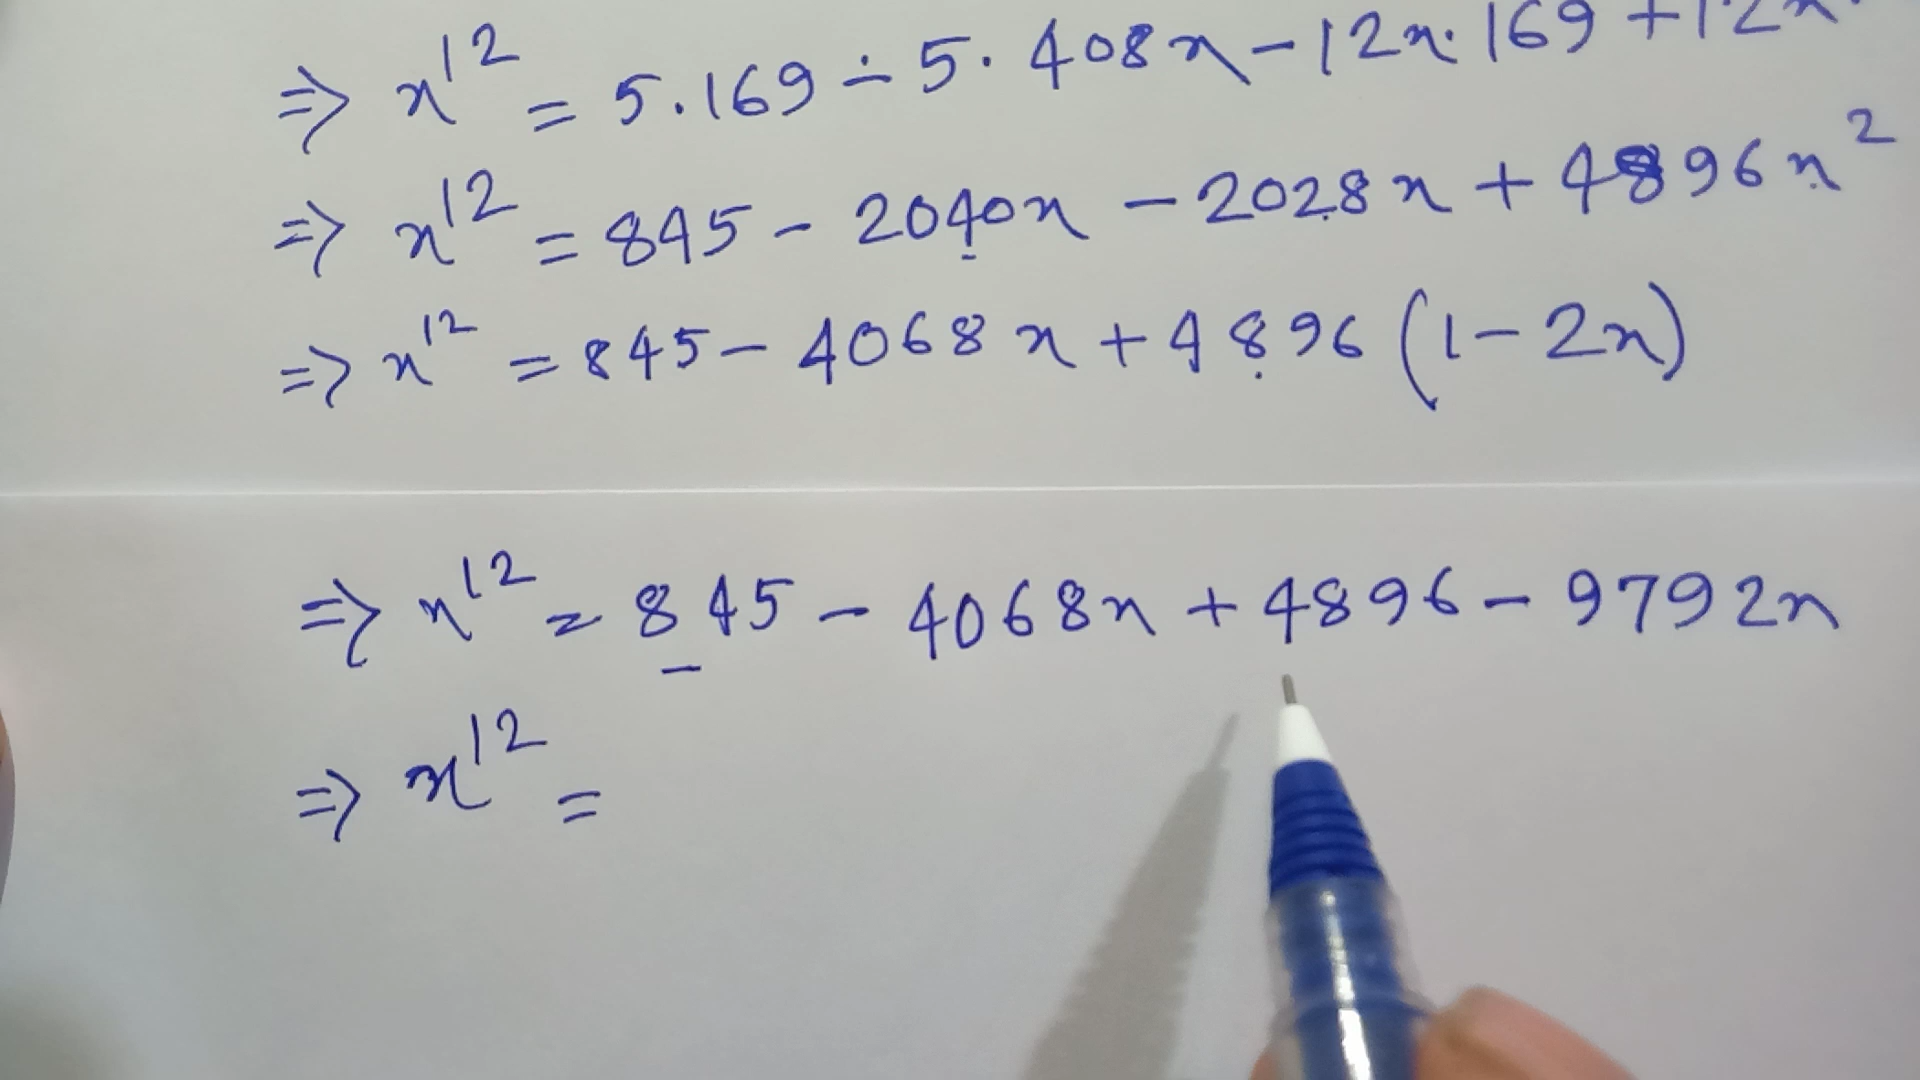 ⇒ x¹² = 5.169 - 5.408x - 12x.169 + 12x.
⇒ x¹² = 845 - 2040x - 2028x + 4896x²
⇒ x¹² = 845 - 4068x + 4896(1-2x)
⇒ x¹² = 845 - 4068x + 4896 - 9792x
⇒ x¹² =